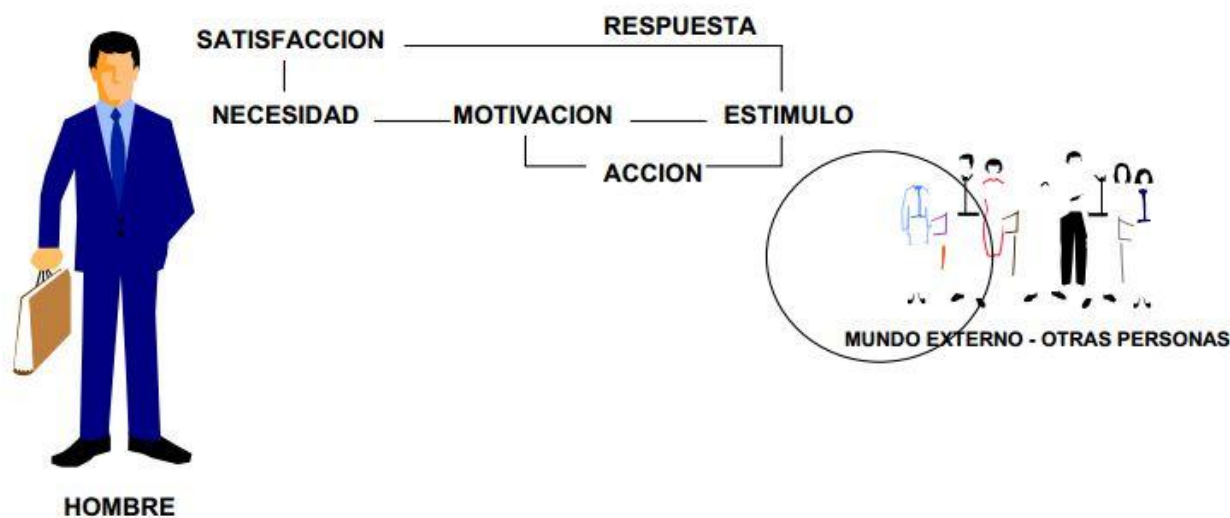 RESPUESTA
SATISFACCION
NECESIDAD MOTIVACION ESTIMULO
ACCION
MUNDO EXTERNO - OTRAS PERSONAS
HOMBRE